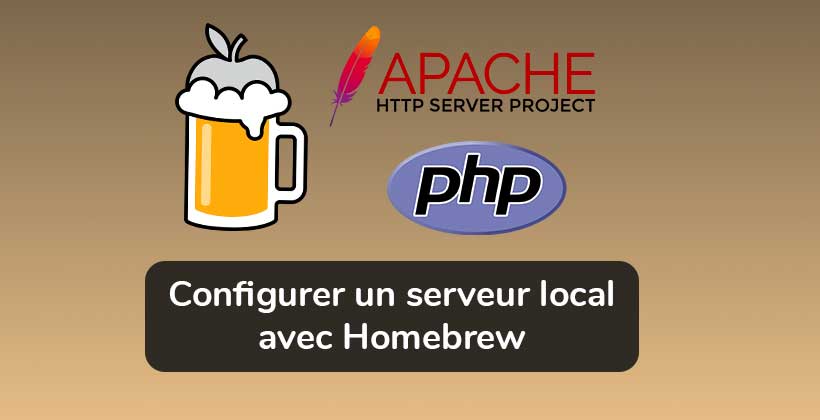 APACHE
HTTP SERVER PROJECT
php
Configurer un serveur local
avec Homebrew